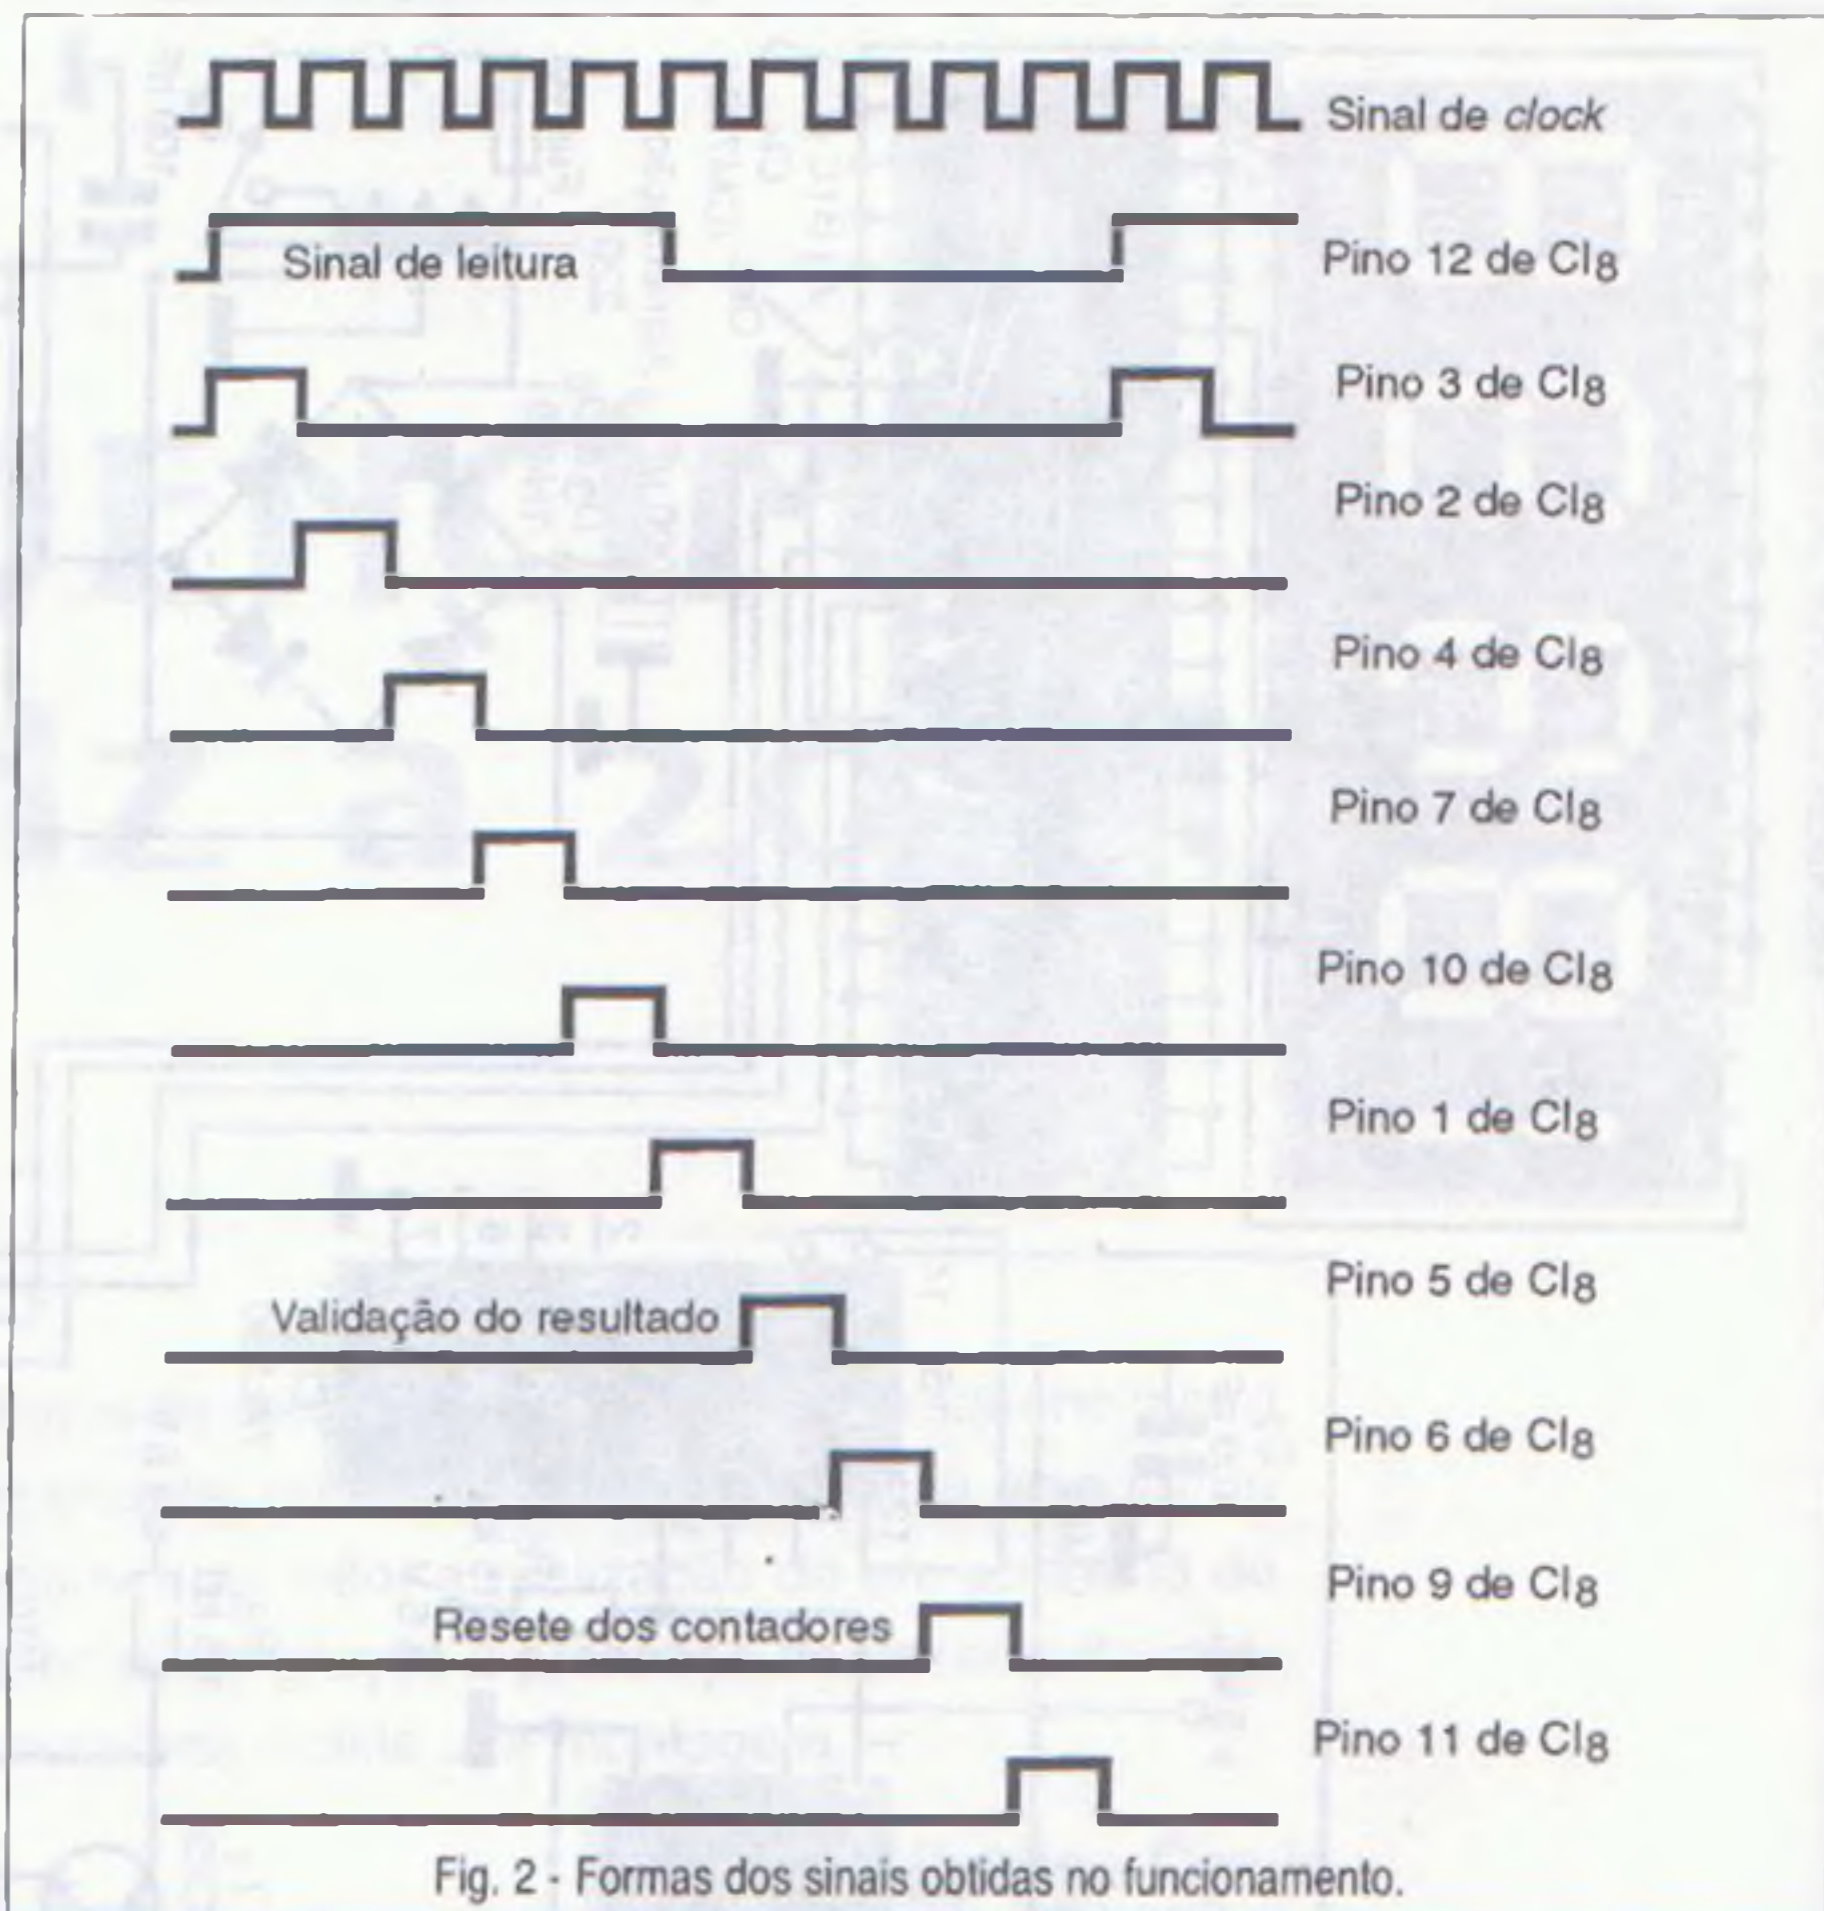 Sinal de clock
Sinal de leitura
Pino 12 de CI8
Pino 3 de CI8
Pino 2 de CI8
Pino 4 de CI8
Pino 7 de CI8
Pino 10 de CI8
Pino 1 de CI8
Validação do resultado
Pino 5 de CI8
Pino 6 de CI8
Resete dos contadores
Pino 9 de CI8
Pino 11 de CI8
Fig. 2 - Formas dos sinais obtidas no funcionamento.